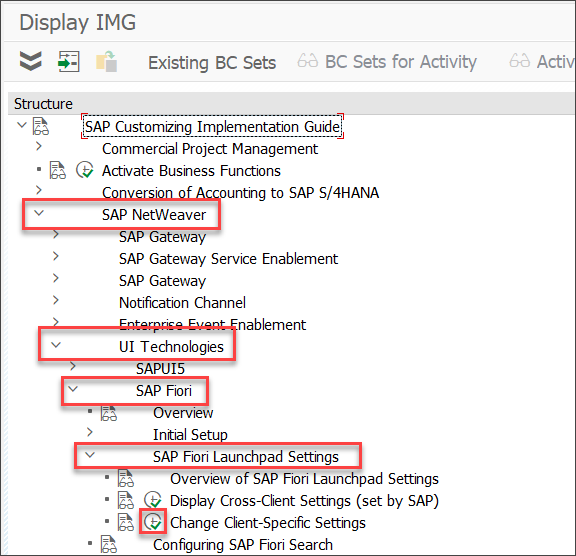 Display IMG
Existing BC Sets BC Sets for Activity Activ
Structure
SAP Customizing Implementation Guide
Commercial Project Management
Activate Business Functions
Conversion of Accounting to SAP S/4HANA
SAP NetWeaver
SAP Gateway
SAP Gateway Service Enablement
SAP Gateway
Notification Channel
Enterprise Event Enablement
UI Technologies
SAPUI5
SAP Fiori
Overview
Initial Setup
SAP Fiori Launchpad Settings
Overview of SAP Fiori Launchpad Settings
Display Cross-Client Settings (set by SAP)
Change Client-Specific Settings
Configuring SAP Fiori Search